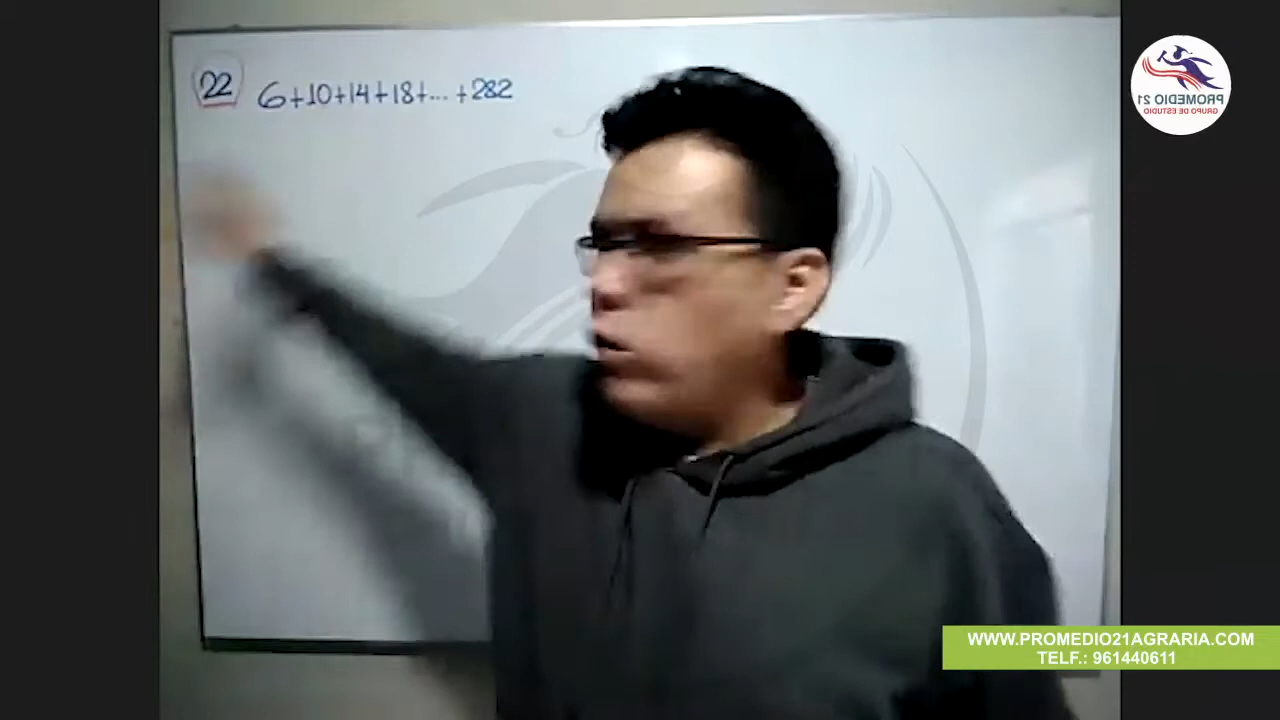 22 6+10+14+18+... +282
PROMEDIO 21
GRUPO DE ESTUDIO
WWW.PROMEDIO21AGRARIA.COM
TELF.: 961440611